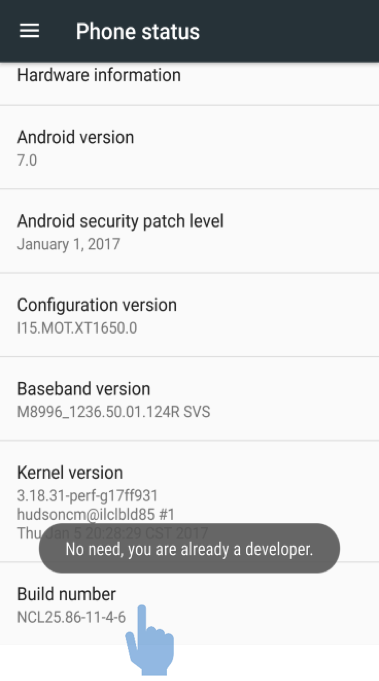 Phone status
Hardware information
Android version
7.0
Android security patch level
January 1, 2017
Configuration version
I15.MOT.XT1650.0
Baseband version
M8996_1236.50.01.124R SVS
Kernel version
3.18.31-perf-g17ff931
hudsoncm@ilclbld85 #1
Thu Jan 5 20:28:29 CST 2017
No need, you are already a developer.
Build number
NCL25.86-11-4-6